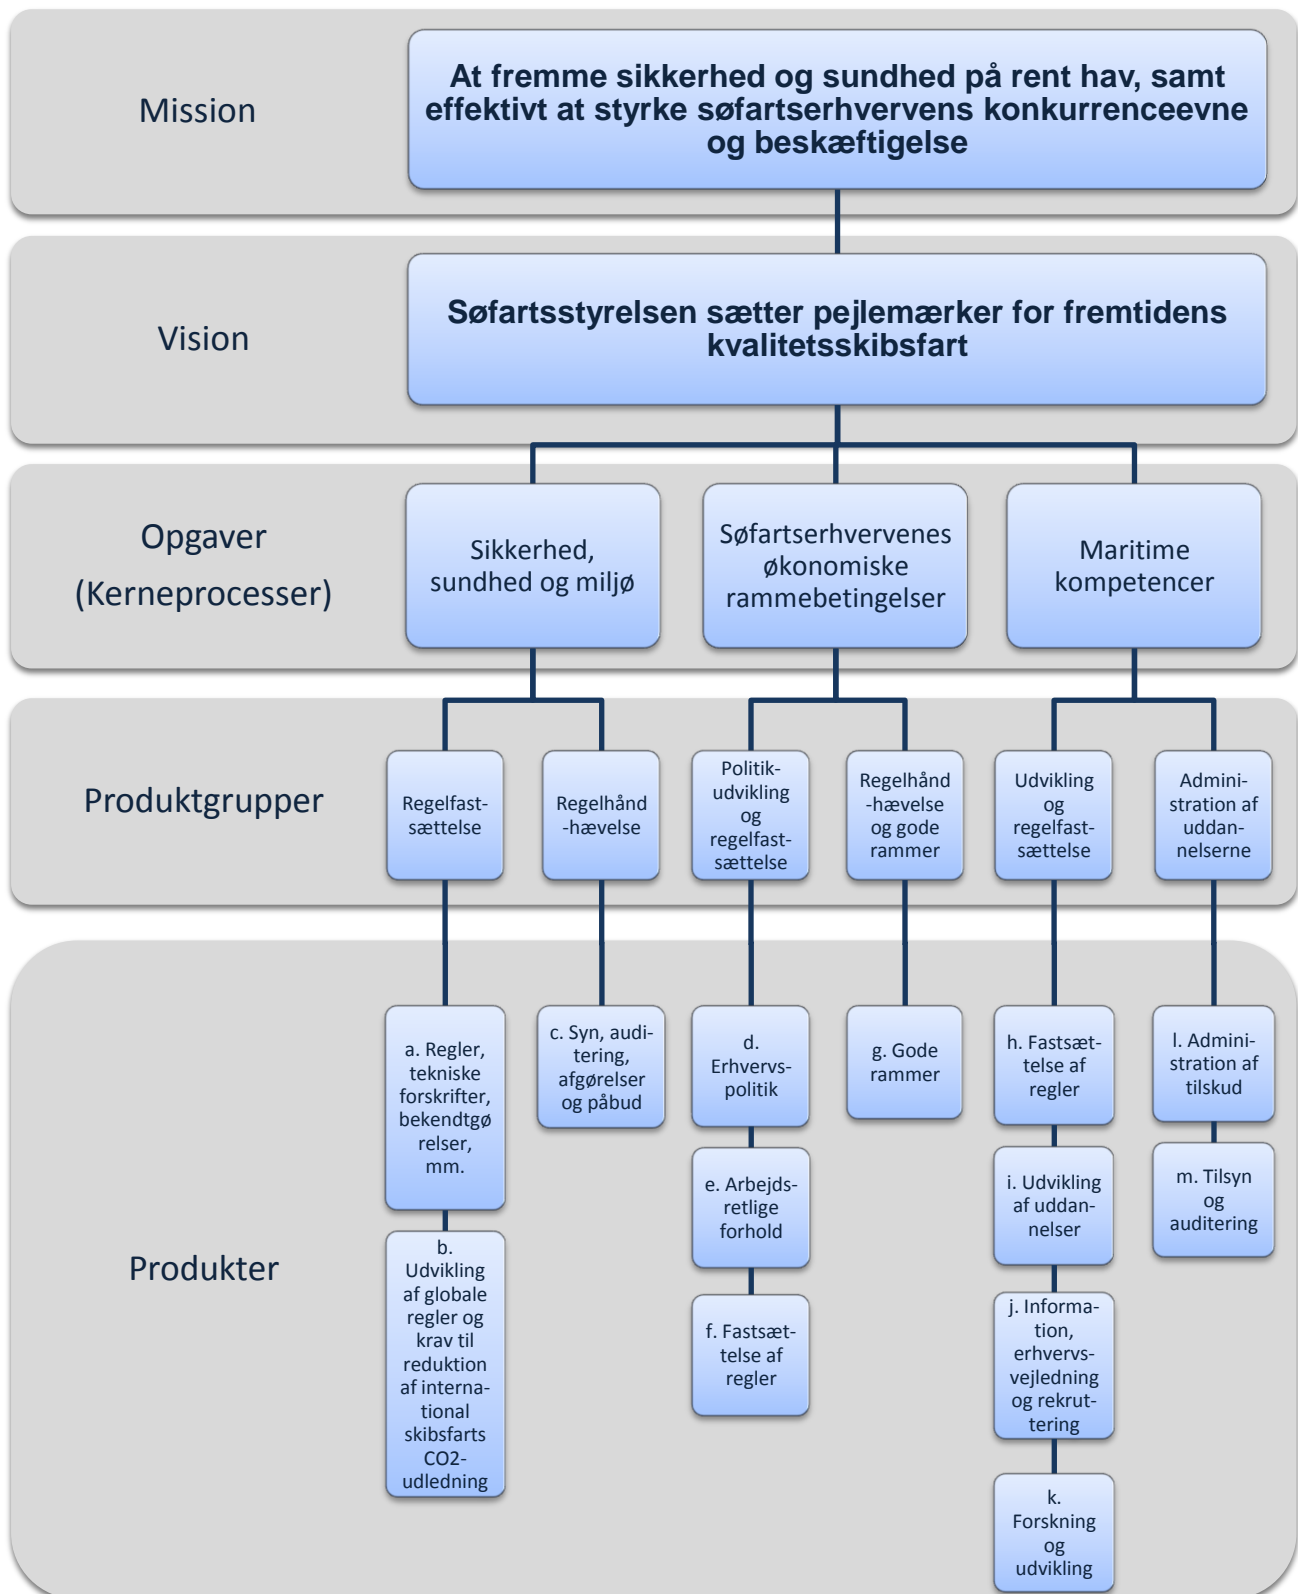 Mission
At fremme sikkerhed og sundhed på rent hav, samt
effektivt at styrke søfartserhvervens konkurrenceevne
og beskæftigelse
Vision
Søfartsstyrelsen sætter pejlemærker for fremtidens
kvalitetsskibsfart
Opgaver
(Kerneprocesser)
Sikkerhed,
sundhed og miljø
Søfartserhvervenes
økonomiske
rammebetingelser
Maritime
kompetencer
Produktgrupper
Regelfast-
sættelse
Regelhånd
-hævelse
Politik-
udvikling
og
regelfast-
sættelse
Regelhånd
-hævelse
og gode
rammer
Udvikling
og
regelfast-
sættelse
Admini-
stration af
uddan-
nelserne
Produkter
a. Regler,
tekniske
forskrifter,
bekendtgø
relser,
mm.
b.
Udvikling
af globale
regler og
krav til
reduktion
af interna-
tional
skibsfarts
CO2-
udledning
c. Syn, audi-
tering,
afgørelser
og påbud
d.
Erhvervs-
politik
e. Arbejds-
retlige
forhold
f. Fastsæt-
telse af
regler
g. Gode
rammer
h. Fastsæt-
telse af
regler
i. Udvikling
af uddan-
nelser
j. Informa-
tion,
erhvervs-
vejledning
og rekrut-
tering
k.
Forskning
og
udvikling
l. Admini-
stration af
tilskud
m. Tilsyn
og
auditering